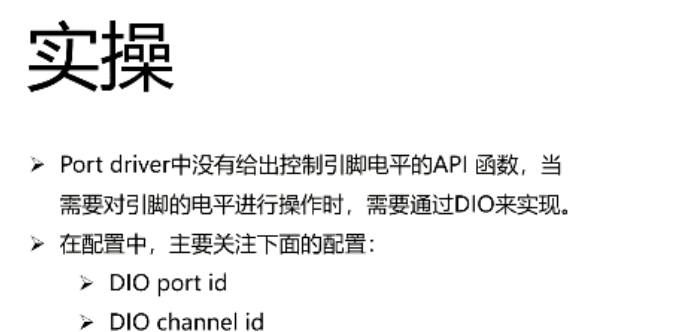 实操
➢ Port driver中没有给出控制引脚电平的API 函数，当
需要对引脚的电平进行操作时，需要通过DIO来实现。
➢ 在配置中，主要关注下面的配置：
➢ DIO port id
➢ DIO channel id